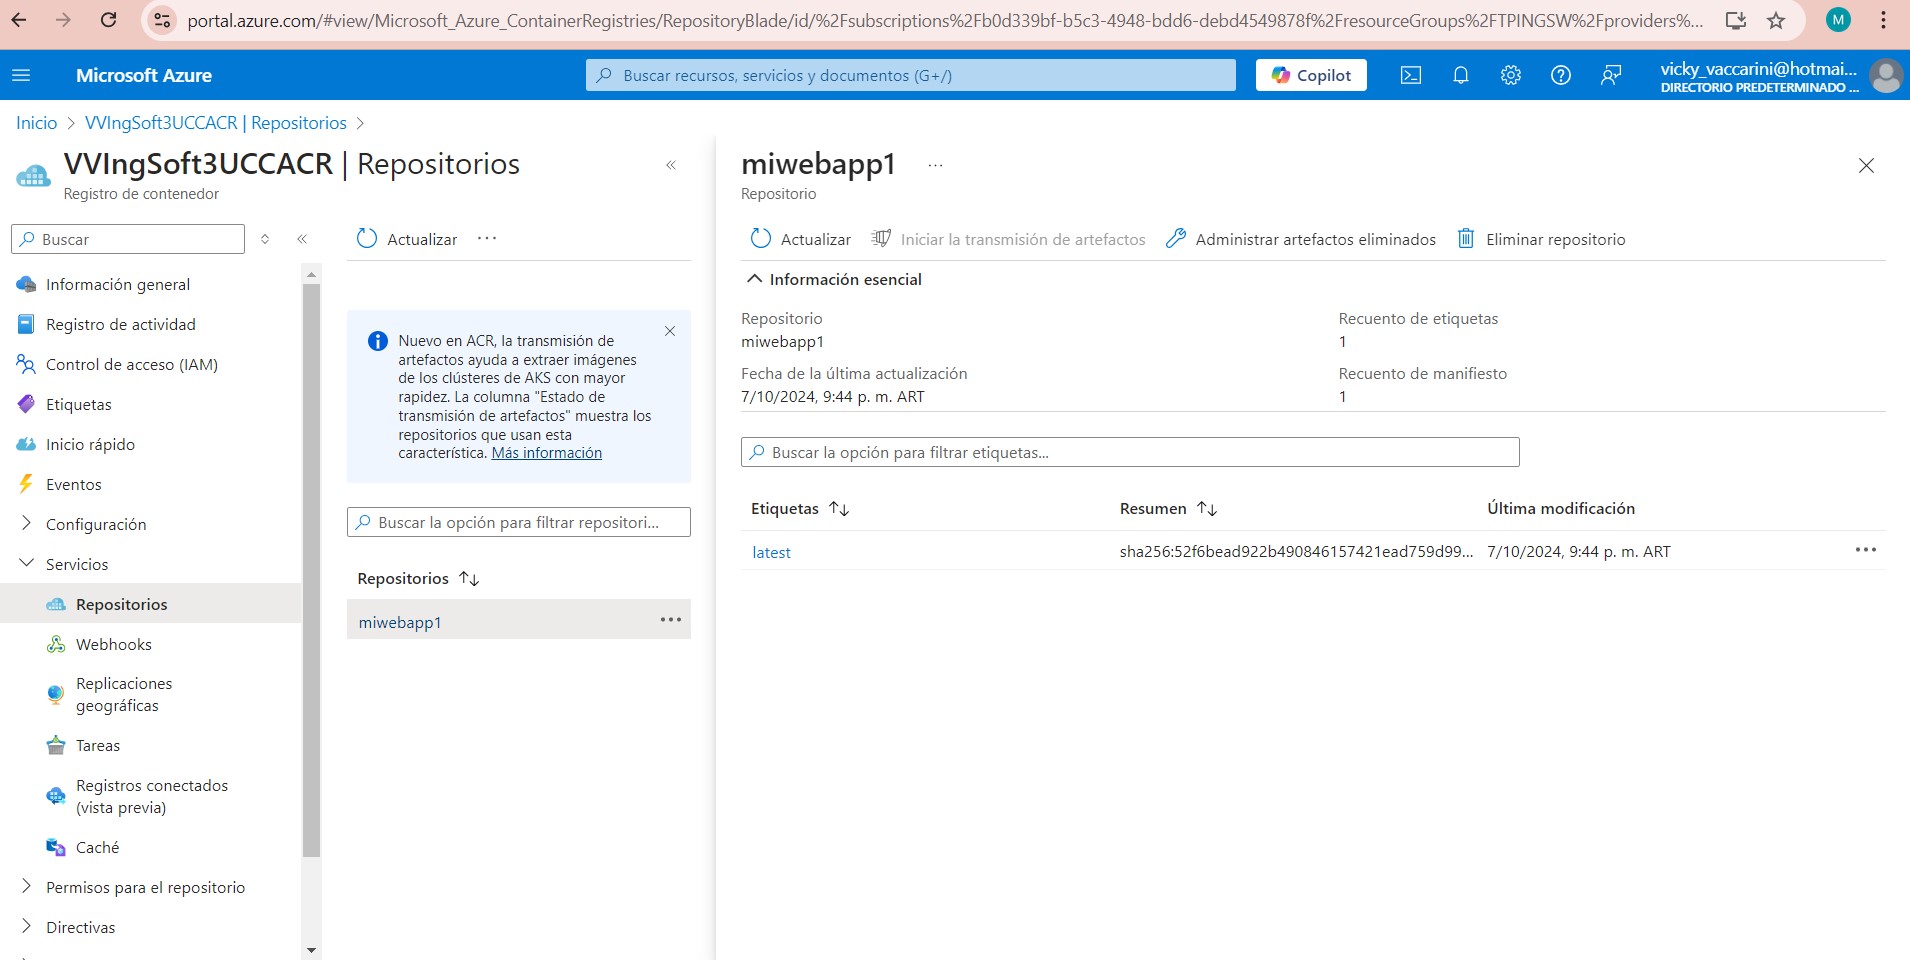 portal.azure.com/#view/Microsoft_Azure_ContainerRegistries/RepositoryBlade/id/%2Fsubscriptions%2Fb0d339bf-b5c3-4948-bdd6-debd4549878f%2FresourceGroups%2FTPINGSW%2Fproviders%...
M
Microsoft Azure
Buscar recursos, servicios y documentos (G+/)
Copilot
vicky_vaccarini@hotmai...
DIRECTORIO PREDETERMINADO ...
Inicio > VVIngSoft3UCCACR | Repositorios >
VVIngSoft3UCCACR | Repositorios
Registro de contenedor
Buscar
Información general
Registro de actividad
Control de acceso (IAM)
Etiquetas
Inicio rápido
Eventos
Configuración
Servicios
Repositorios
Webhooks
Replicaciones
geográficas
Tareas
Registros conectados
(vista previa)
Caché
Permisos para el repositorio
Directivas
Actualizar ...
Nuevo en ACR, la transmisión de
artefactos ayuda a extraer imágenes
de los clústeres de AKS con mayor
rapidez. La columna "Estado de
transmisión de artefactos" muestra los
repositorios que usan esta
característica. Más información
Buscar la opción para filtrar repositori...
Repositorios
miwebapp1
miwebapp1 ...
Repositorio
Actualizar Iniciar la transmisión de artefactos Administrar artefactos eliminados Eliminar repositorio
Información esencial
Repositorio
miwebapp1
Fecha de la última actualización
7/10/2024, 9:44 p. m. ART
Recuento de etiquetas
1
Recuento de manifiesto
1
Buscar la opción para filtrar etiquetas...
Etiquetas Resumen Última modificación
latest sha256:52f6bead922b490846157421ead759d99... 7/10/2024, 9:44 p. m. ART